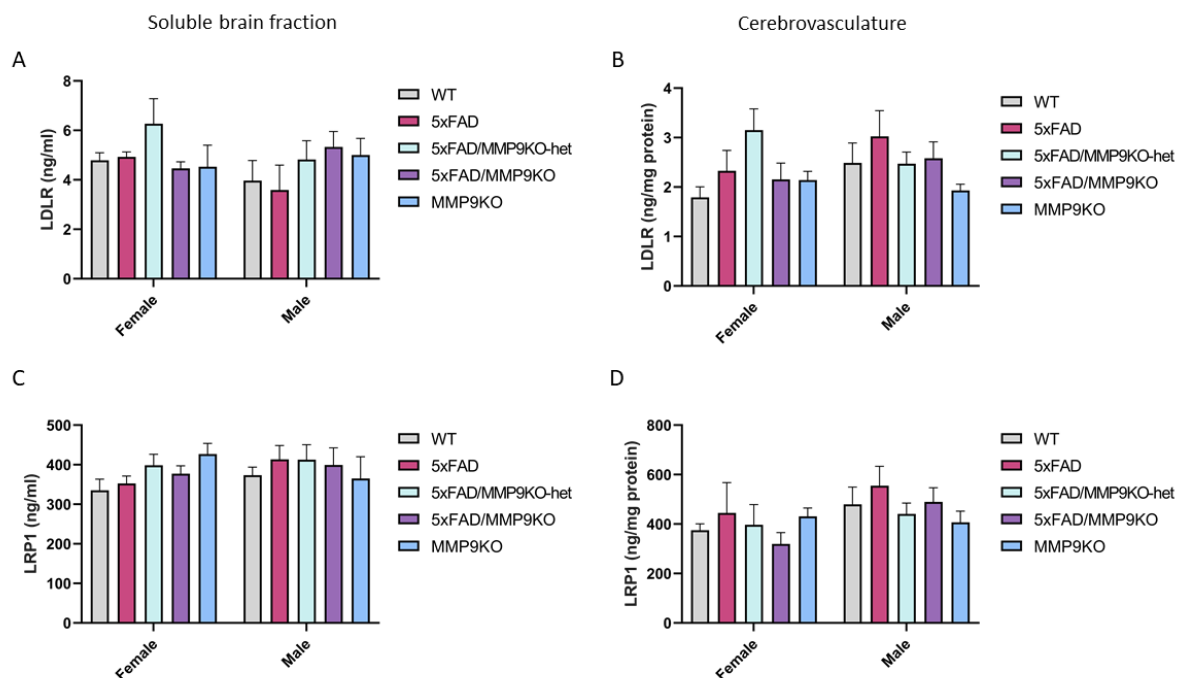 Soluble brain fraction
Cerebrovasculature
A
LDLR (ng/ml)
8
6
4
2
0
Female
Male
WT
5xFAD
5xFAD/MMP9KO-het
5xFAD/MMP9KO
MMP9KO
B
LDLR (ng/mg protein)
4
3
2
1
0
Female
Male
WT
5xFAD
5xFAD/MMP9KO-het
5xFAD/MMP9KO
MMP9KO
C
LRP1 (ng/ml)
500
400
300
200
100
0
Female
Male
WT
5xFAD
5xFAD/MMP9KO-het
5xFAD/MMP9KO
MMP9KO
D
LRP1 (ng/mg protein)
800
600
400
200
0
Female
Male
WT
5xFAD
5xFAD/MMP9KO-het
5xFAD/MMP9KO
MMP9KO